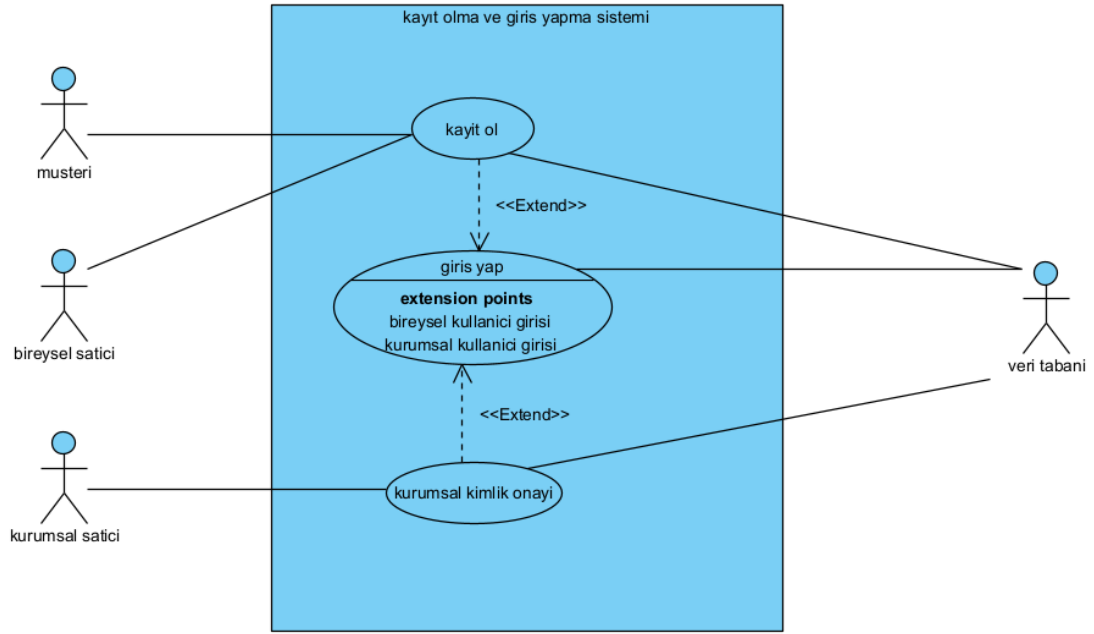 kayıt olma ve giris yapma sistemi
musteri
kayit ol
<<Extend>>
bireysel satici
giris yap
extension points
bireysel kullanici girisi
kurumsal kullanici girisi
veri tabani
<<Extend>>
kurumsal satici
kurumsal kimlik onayi